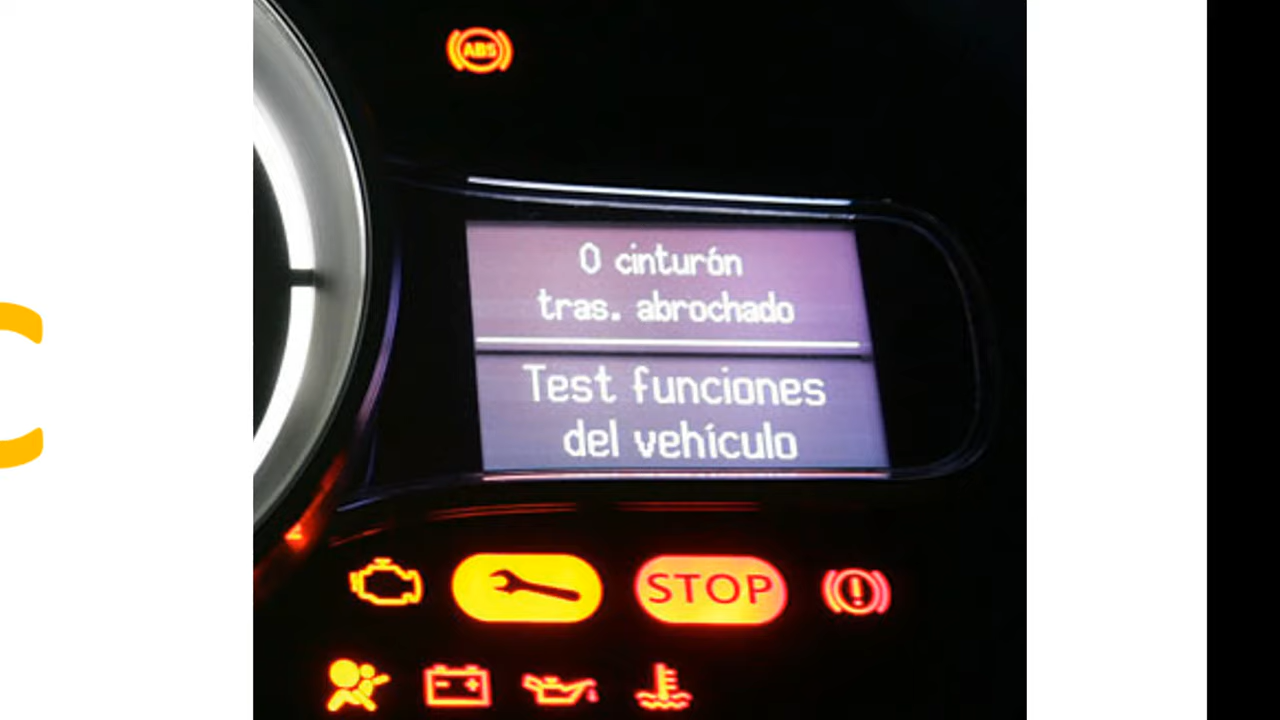 ABS
0 cinturón
tras. abrochado
Test funciones
del vehículo
STOP